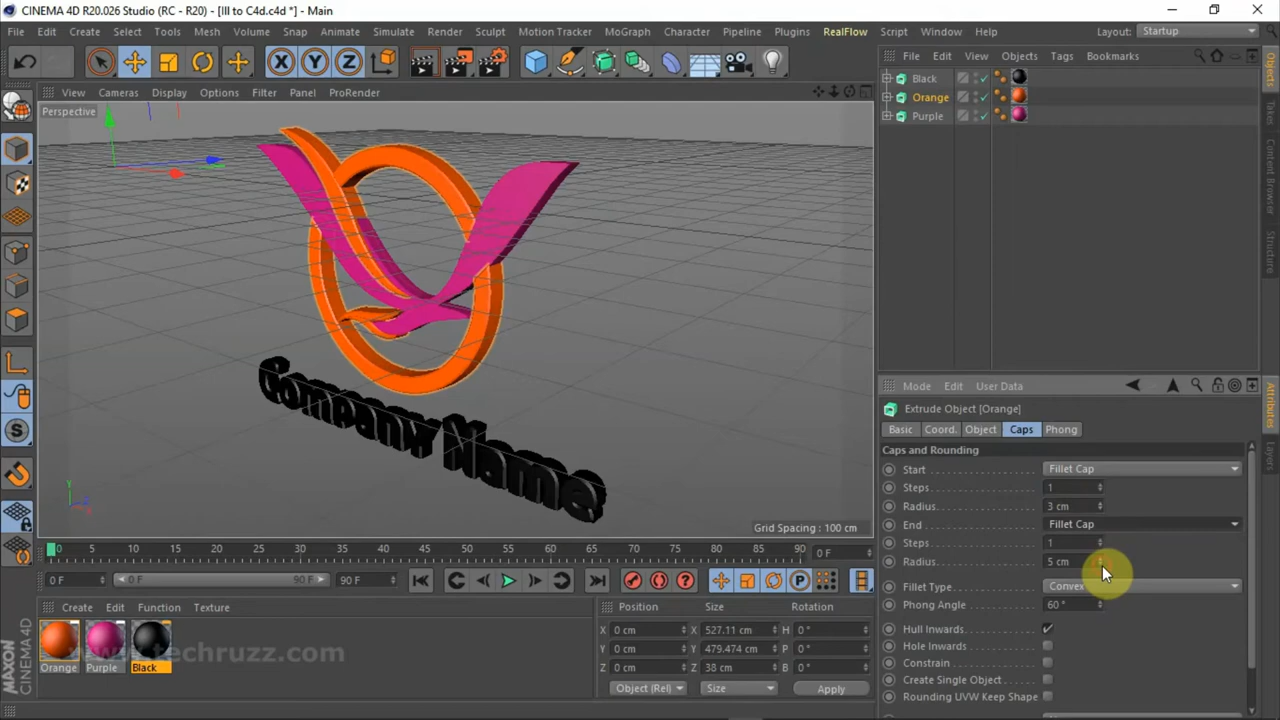 CINEMA 4D R20.026 Studio (RC - R20) - [Ill to C4d.c4d *] - Main
File Edit Create Select Tools Mesh Volume Snap Animate Simulate Render Sculpt Motion Tracker MoGraph Character Pipeline Plugins RealFlow Script Window Help Layout: Startup
X Y Z
File Edit View Objects Tags Bookmarks
View Cameras Display Options Filter Panel ProRender
Perspective
Black
Orange
Purple
Objects
Takes
Content Browser
Structure
Company Name
Y
Z
Grid Spacing : 100 cm
Mode Edit User Data
Extrude Object [Orange]
Basic Coord. Object Caps Phong
Caps and Rounding
Start Fillet Cap
Steps 1
Radius 3 cm
End Fillet Cap
Steps 1
Radius 5 cm
Fillet Type Convex
Phong Angle 60 °
Hull Inwards
Hole Inwards
Constrain
Create Single Object
Rounding UVW Keep Shape
Attributes
Layers
0 5 10 15 20 25 30 35 40 45 50 55 60 65 70 75 80 85 90 0 F
0 F 0 F 90 F 90 F
Create Edit Function Texture
Orange Purple Black
www.techruzz.com
Position Size Rotation
X 0 cm X 527.11 cm H 0 °
Y 0 cm Y 479.474 cm P 0 °
Z 0 cm Z 38 cm B 0 °
Object (Rel) Size Apply
MAXON CINEMA 4D